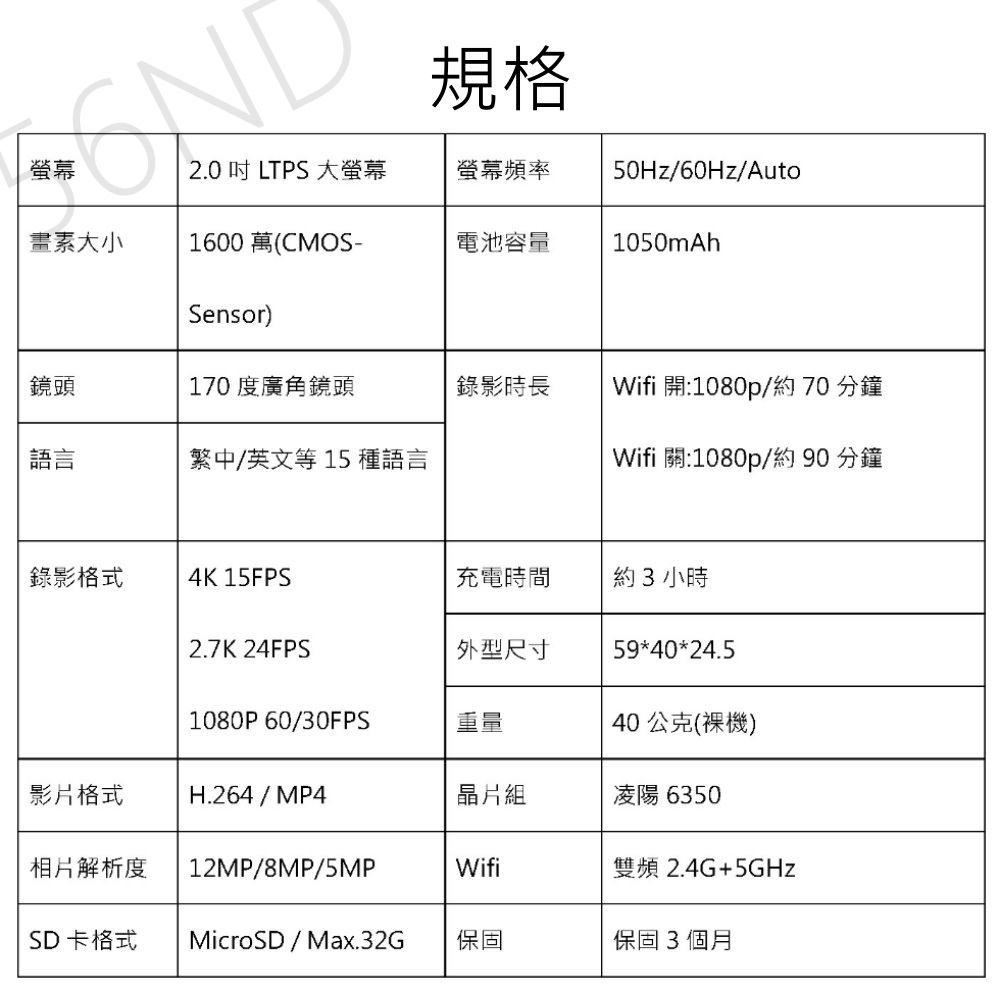 56ND
規格
螢幕
2.0 吋 LTPS 大螢幕
螢幕頻率
50Hz/60Hz/Auto
畫素大小
1600 萬(CMOS-
Sensor)
電池容量
1050mAh
鏡頭
170 度廣角鏡頭
錄影時長
Wifi 開:1080p/約 70 分鐘
Wifi 關:1080p/約 90 分鐘
語言
繁中/英文等 15 種語言
錄影格式
4K 15FPS
2.7K 24FPS
1080P 60/30FPS
充電時間
約 3 小時
外型尺寸
59*40*24.5
重量
40 公克(裸機)
影片格式
H.264 / MP4
晶片組
凌陽 6350
相片解析度
12MP/8MP/5MP
Wifi
雙頻 2.4G+5GHz
SD 卡格式
MicroSD / Max.32G
保固
保固 3 個月